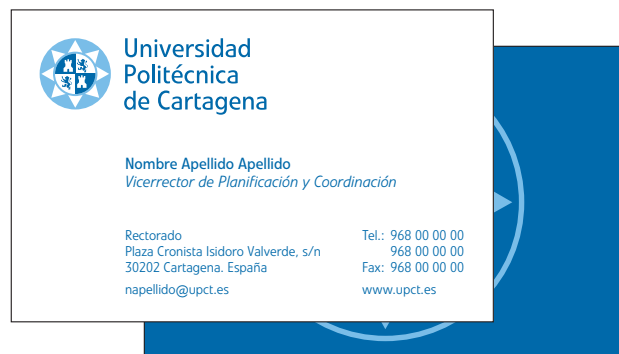 Universidad
Politécnica
de Cartagena
Nombre Apellido Apellido
Vicerrector de Planificación y Coordinación
Rectorado
Plaza Cronista Isidoro Valverde, s/n
30202 Cartagena. España
napellido@upct.es
Tel.: 968 00 00 00
968 00 00 00
Fax: 968 00 00 00
www.upct.es